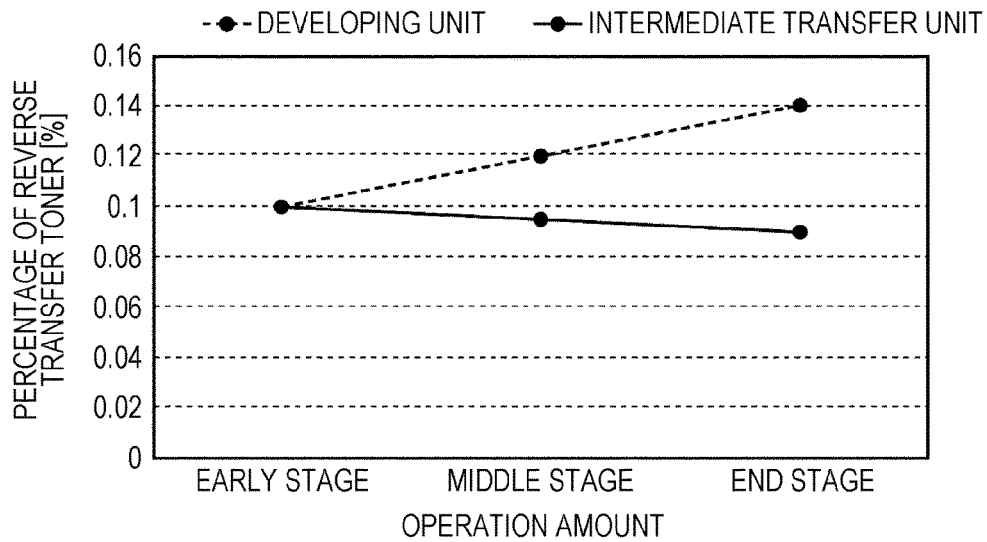 DEVELOPING UNIT
INTERMEDIATE TRANSFER UNIT
PERCENTAGE OF REVERSE
TRANSFER TONER [%]
0.16
0.14
0.12
0.1
0.08
0.06
0.04
0.02
0
EARLY STAGE
MIDDLE STAGE
END STAGE
OPERATION AMOUNT